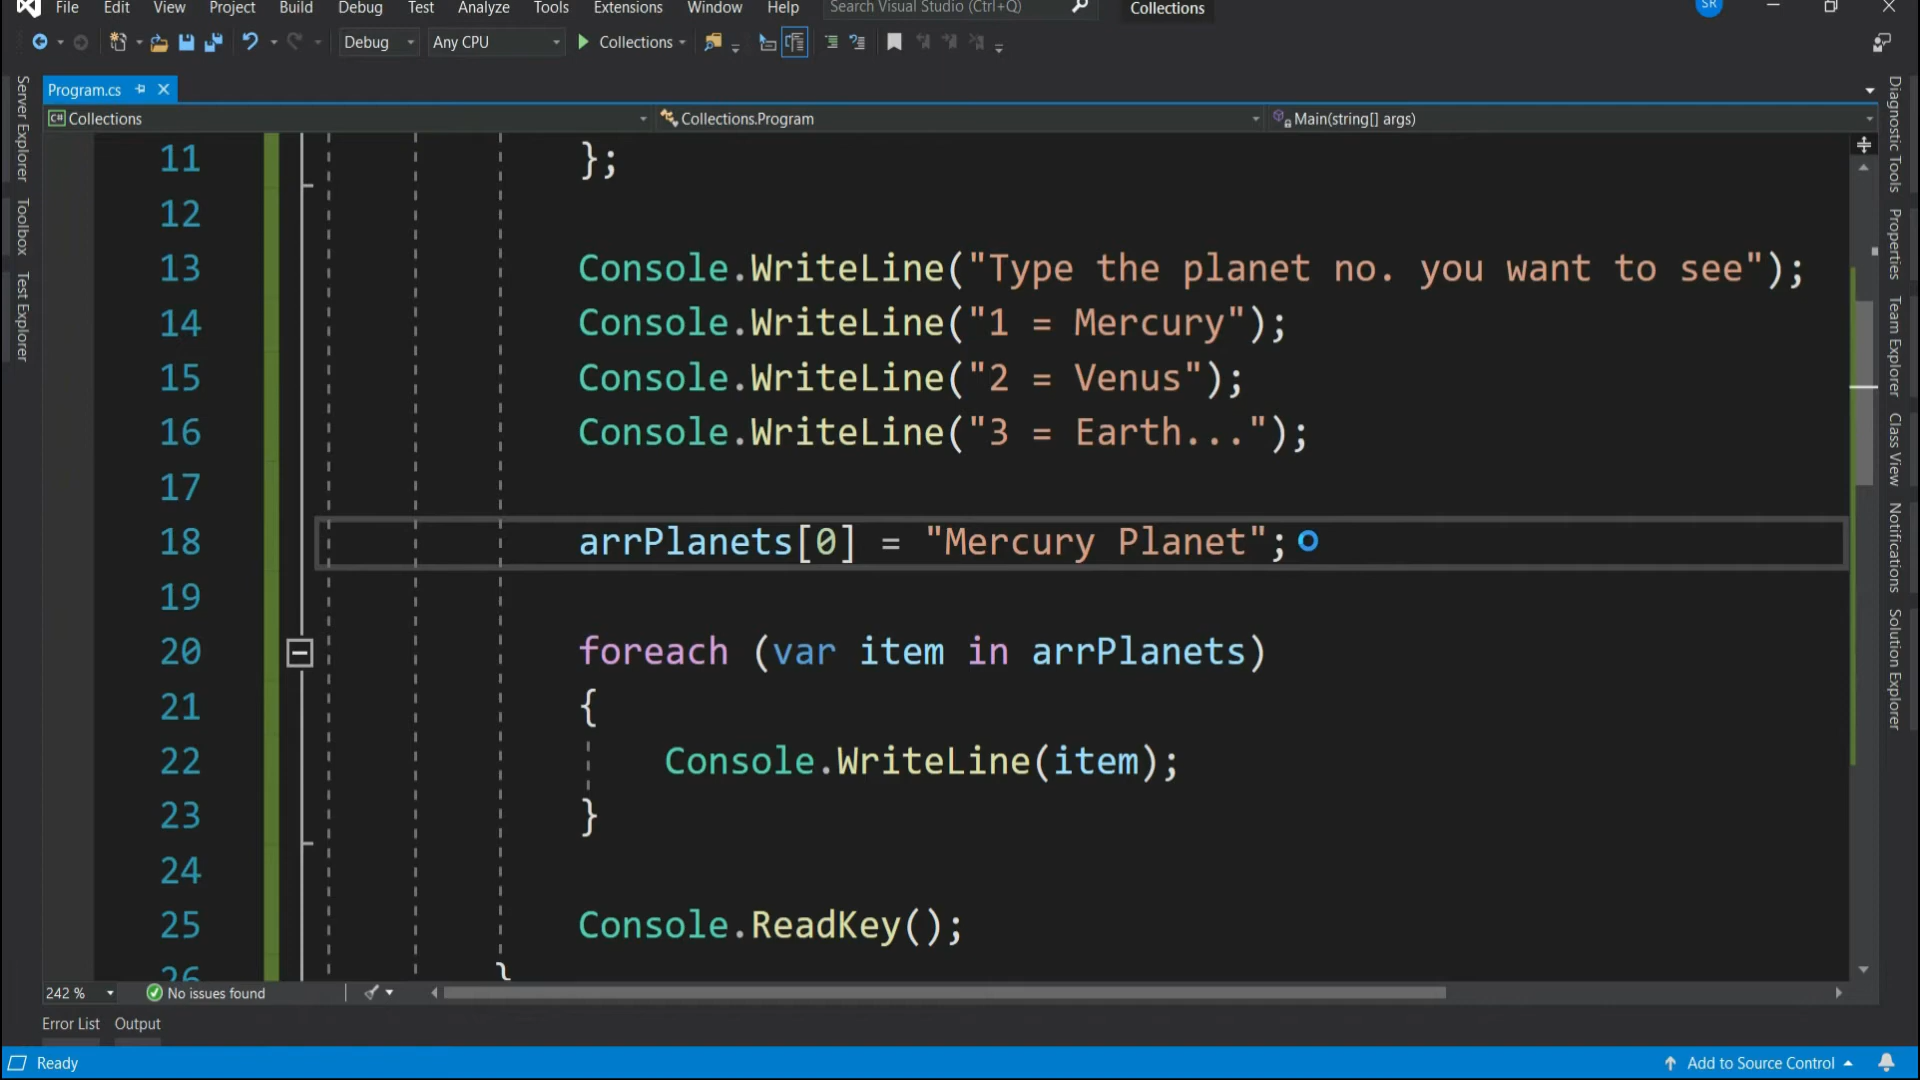 File Edit View Project Build Debug Test Analyze Tools Extensions Window Help Search Visual Studio (Ctrl+Q) Collections SR
Debug Any CPU Collections
Program.cs
C# Collections Collections.Program Main(string[] args)
Server Explorer
Toolbox
Test Explorer
11 };
12
13 Console.WriteLine("Type the planet no. you want to see");
14 Console.WriteLine("1 = Mercury");
15 Console.WriteLine("2 = Venus");
16 Console.WriteLine("3 = Earth...");
17
18 arrPlanets[0] = "Mercury Planet";
19
20 foreach (var item in arrPlanets)
21 {
22 Console.WriteLine(item);
23 }
24
25 Console.ReadKey();
26 }
Diagnostic Tools
Properties
Team Explorer
Class View
Notifications
Solution Explorer
242 % No issues found
Error List Output
Ready Add to Source Control